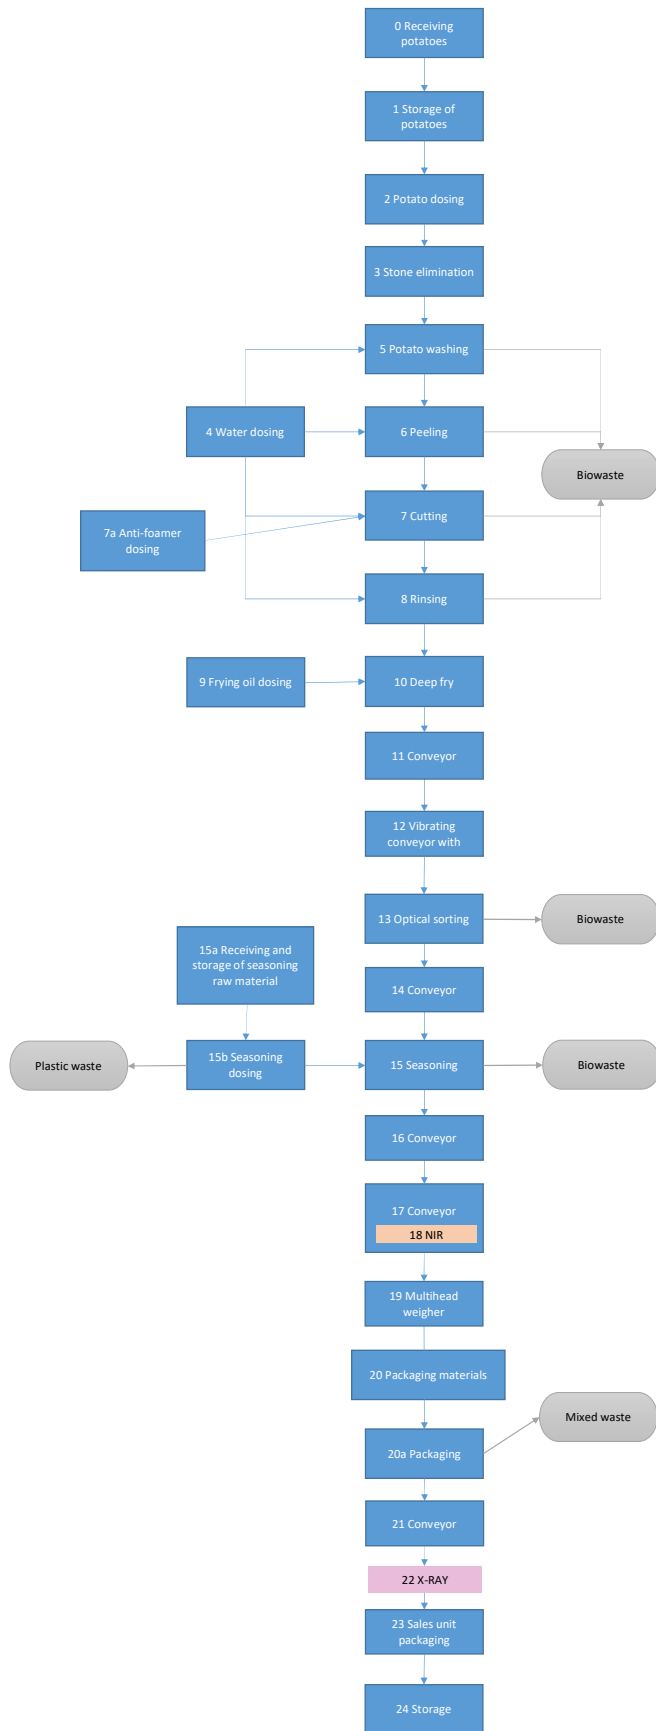 0 Receiving
potatoes
1 Storage of
potatoes
2 Potato dosing
3 Stone elimination
5 Potato washing
4 Water dosing
6 Peeling
Biowaste
7a Anti-foamer
dosing
7 Cutting
8 Rinsing
9 Frying oil dosing
10 Deep fry
11 Conveyor
12 Vibrating
conveyor with
13 Optical sorting
Biowaste
15a Receiving and
storage of seasoning
raw material
14 Conveyor
Plastic waste
15b Seasoning
dosing
15 Seasoning
Biowaste
16 Conveyor
17 Conveyor
18 NIR
19 Multihead
weigher
20 Packaging materials
Mixed waste
20a Packaging
21 Conveyor
22 X-RAY
23 Sales unit
packaging
24 Storage